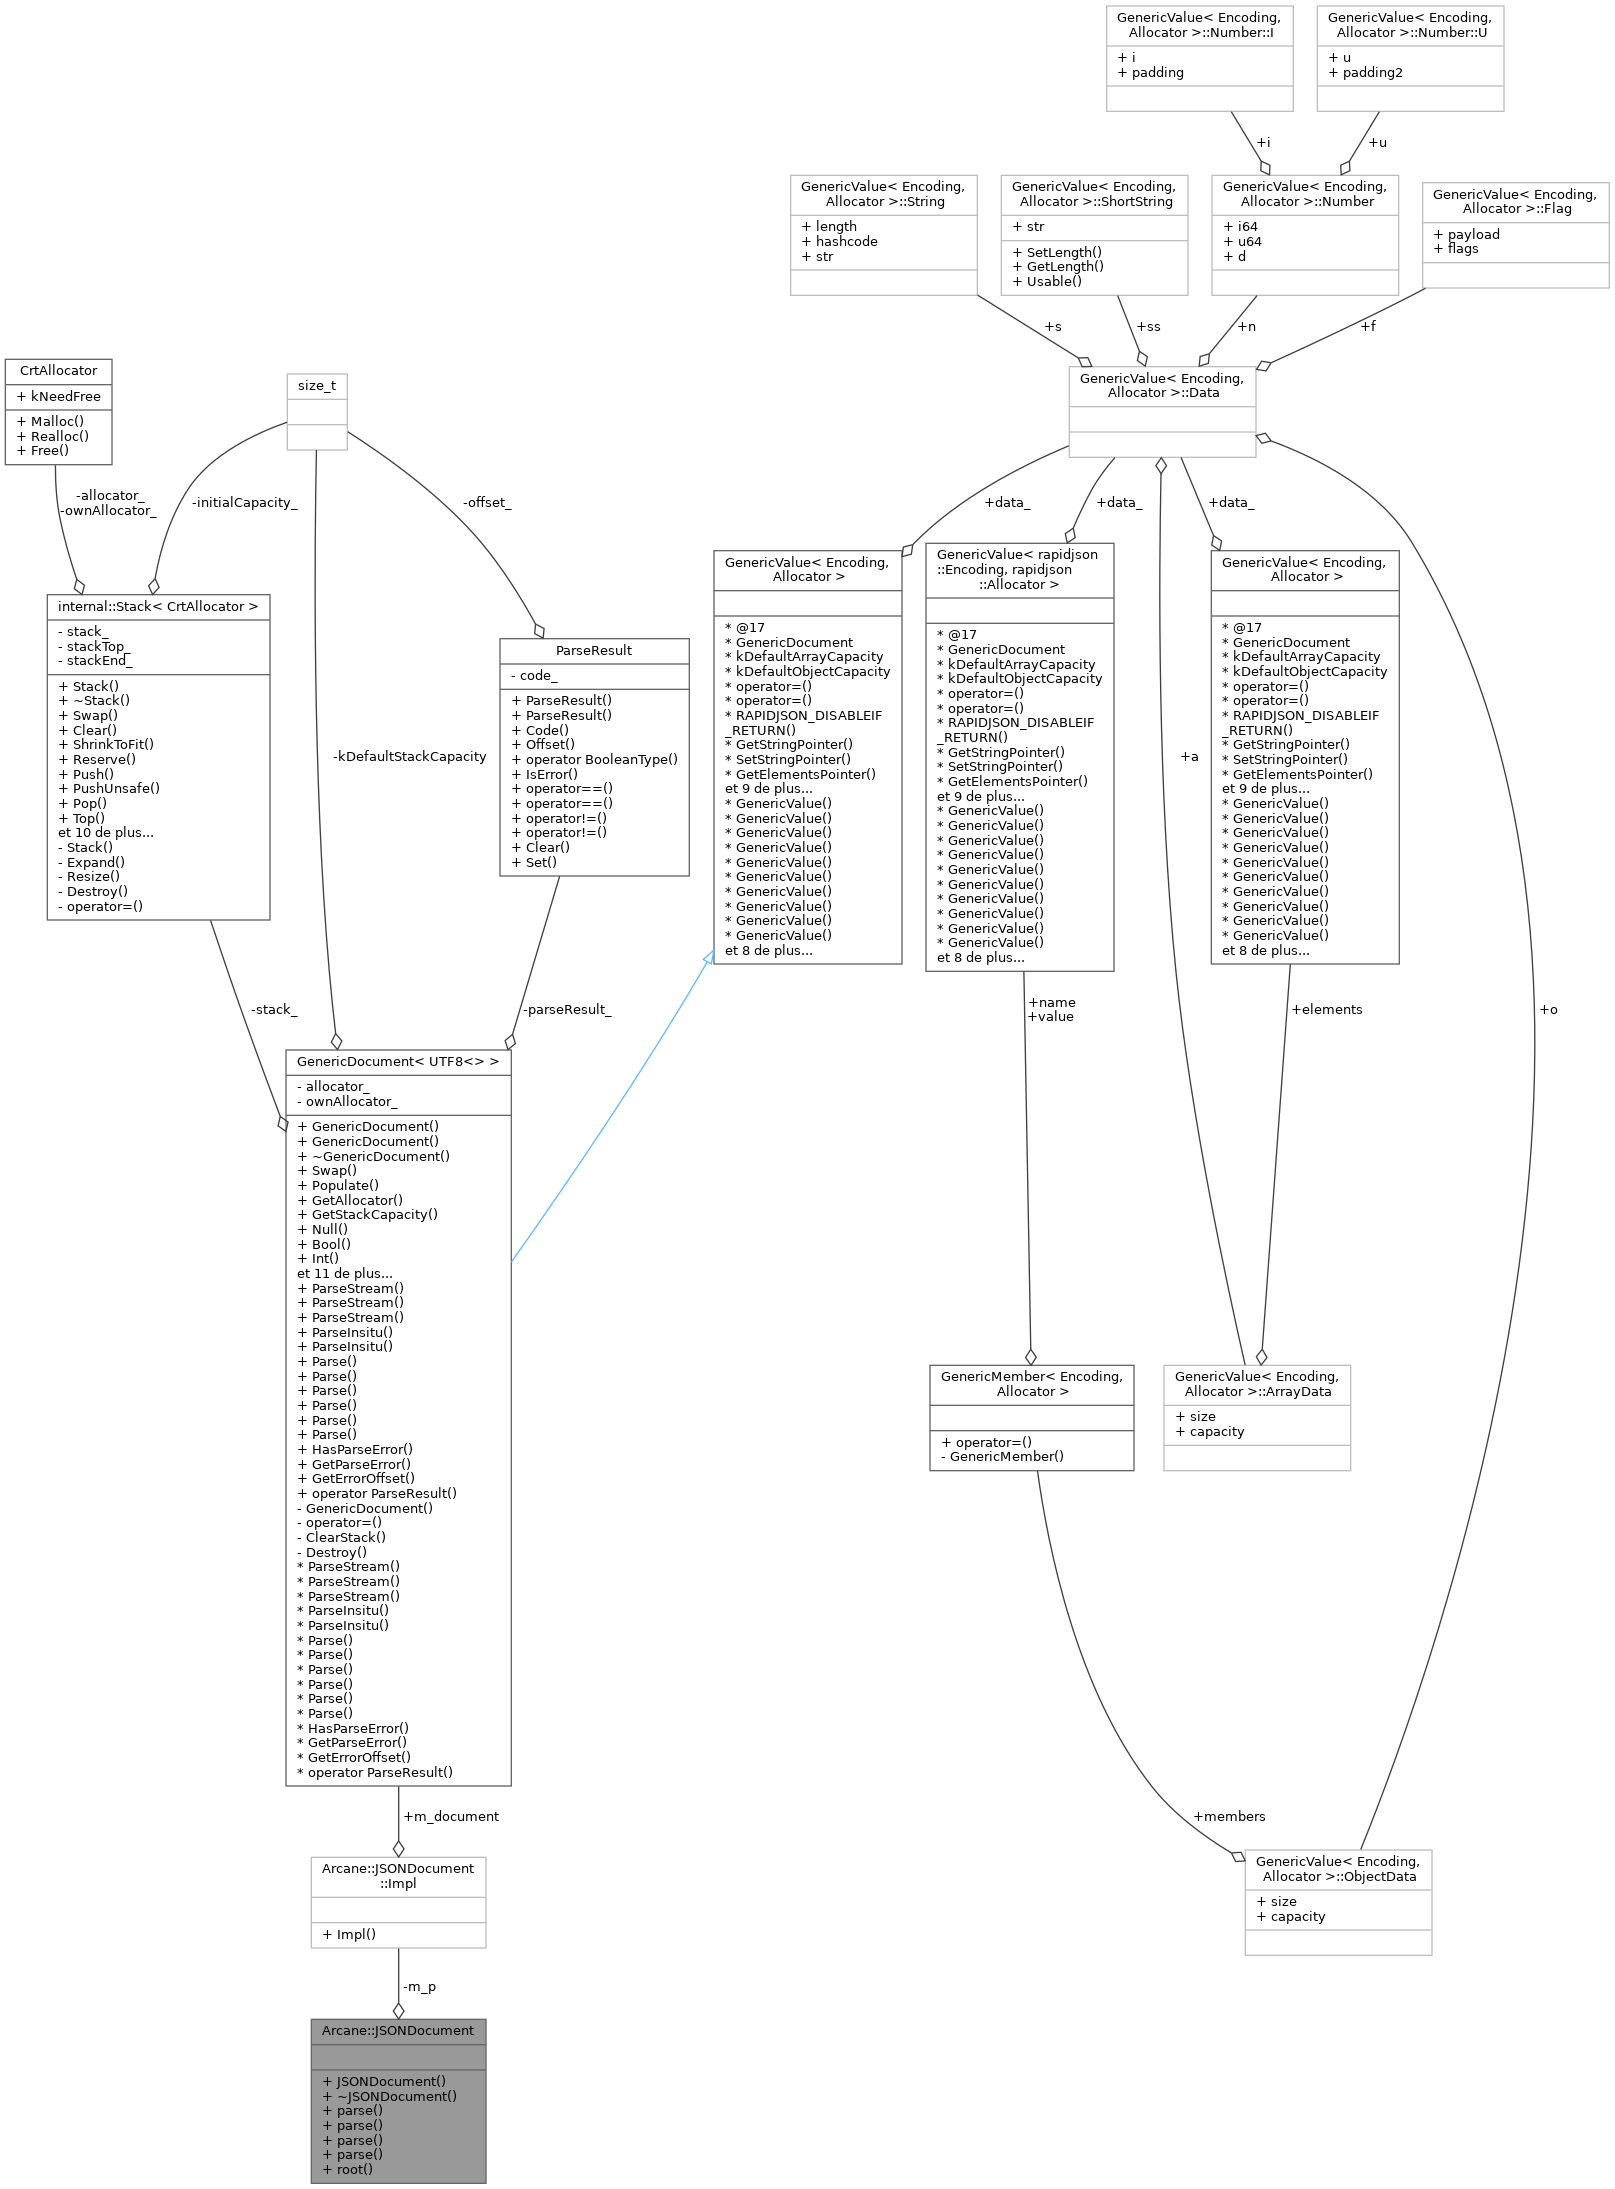 GenericValue< Encoding,
Allocator >::Number::I
+ i
+ padding
GenericValue< Encoding,
Allocator >::Number::U
+ u
+ padding2
+i
+u
GenericValue< Encoding,
Allocator >::String
+ length
+ hashcode
+ str
GenericValue< Encoding,
Allocator >::ShortString
+ str
+ SetLength()
+ GetLength()
+ Usable()
GenericValue< Encoding,
Allocator >::Number
+ i64
+ u64
+ d
GenericValue< Encoding,
Allocator >::Flag
+ payload
+ flags
+s
+ss
+n
+f
CrtAllocator
+ kNeedFree
+ Malloc()
+ Realloc()
+ Free()
size_t
GenericValue< Encoding,
Allocator >::Data
-allocator_
-ownAllocator_
-initialCapacity_
-offset_
+data_
+data_
+data_
internal::Stack< CrtAllocator >
- stack_
- stackTop_
- stackEnd_
+ Stack()
+ ~Stack()
+ Swap()
+ Clear()
+ ShrinkToFit()
+ Reserve()
+ Push()
+ PushUnsafe()
+ Pop()
+ Top()
et 10 de plus...
- Stack()
- Expand()
- Resize()
- Destroy()
- operator=()
-kDefaultStackCapacity
ParseResult
- code_
+ ParseResult()
+ ParseResult()
+ Code()
+ Offset()
+ operator BooleanType()
+ IsError()
+ operator==()
+ operator==()
+ operator!=()
+ operator!=()
+ Clear()
+ Set()
GenericValue< Encoding,
Allocator >
* @17
* GenericDocument
* kDefaultArrayCapacity
* kDefaultObjectCapacity
* operator=()
* operator=()
* RAPIDJSON_DISABLEIF
_RETURN()
* GetStringPointer()
* SetStringPointer()
* GetElementsPointer()
et 9 de plus...
* GenericValue()
* GenericValue()
* GenericValue()
* GenericValue()
* GenericValue()
* GenericValue()
* GenericValue()
* GenericValue()
* GenericValue()
* GenericValue()
et 8 de plus...
GenericValue< rapidjson
::Encoding, rapidjson
::Allocator >
* @17
* GenericDocument
* kDefaultArrayCapacity
* kDefaultObjectCapacity
* operator=()
* operator=()
* RAPIDJSON_DISABLEIF
_RETURN()
* GetStringPointer()
* SetStringPointer()
* GetElementsPointer()
et 9 de plus...
* GenericValue()
* GenericValue()
* GenericValue()
* GenericValue()
* GenericValue()
* GenericValue()
* GenericValue()
* GenericValue()
* GenericValue()
* GenericValue()
et 8 de plus...
+a
GenericValue< Encoding,
Allocator >
* @17
* GenericDocument
* kDefaultArrayCapacity
* kDefaultObjectCapacity
* operator=()
* operator=()
* RAPIDJSON_DISABLEIF
_RETURN()
* GetStringPointer()
* SetStringPointer()
* GetElementsPointer()
et 9 de plus...
* GenericValue()
* GenericValue()
* GenericValue()
* GenericValue()
* GenericValue()
* GenericValue()
* GenericValue()
* GenericValue()
* GenericValue()
* GenericValue()
et 8 de plus...
-stack_
-parseResult_
+name
+value
+elements
+o
GenericDocument< UTF8<> >
- allocator_
- ownAllocator_
+ GenericDocument()
+ GenericDocument()
+ ~GenericDocument()
+ Swap()
+ Populate()
+ GetAllocator()
+ GetStackCapacity()
+ Null()
+ Bool()
+ Int()
et 11 de plus...
+ ParseStream()
+ ParseStream()
+ ParseStream()
+ ParseInsitu()
+ ParseInsitu()
+ Parse()
+ Parse()
+ Parse()
+ Parse()
+ Parse()
+ Parse()
+ HasParseError()
+ GetParseError()
+ GetErrorOffset()
+ operator ParseResult()
- GenericDocument()
- operator=()
- ClearStack()
- Destroy()
* ParseStream()
* ParseStream()
* ParseStream()
* ParseInsitu()
* ParseInsitu()
* Parse()
* Parse()
* Parse()
* Parse()
* Parse()
* Parse()
* HasParseError()
* GetParseError()
* GetErrorOffset()
* operator ParseResult()
GenericMember< Encoding,
Allocator >
+ operator=()
- GenericMember()
GenericValue< Encoding,
Allocator >::ArrayData
+ size
+ capacity
+m_document
+members
Arcane::JSONDocument
::Impl
+ Impl()
GenericValue< Encoding,
Allocator >::ObjectData
+ size
+ capacity
-m_p
Arcane::JSONDocument
+ JSONDocument()
+ ~JSONDocument()
+ parse()
+ parse()
+ parse()
+ parse()
+ root()